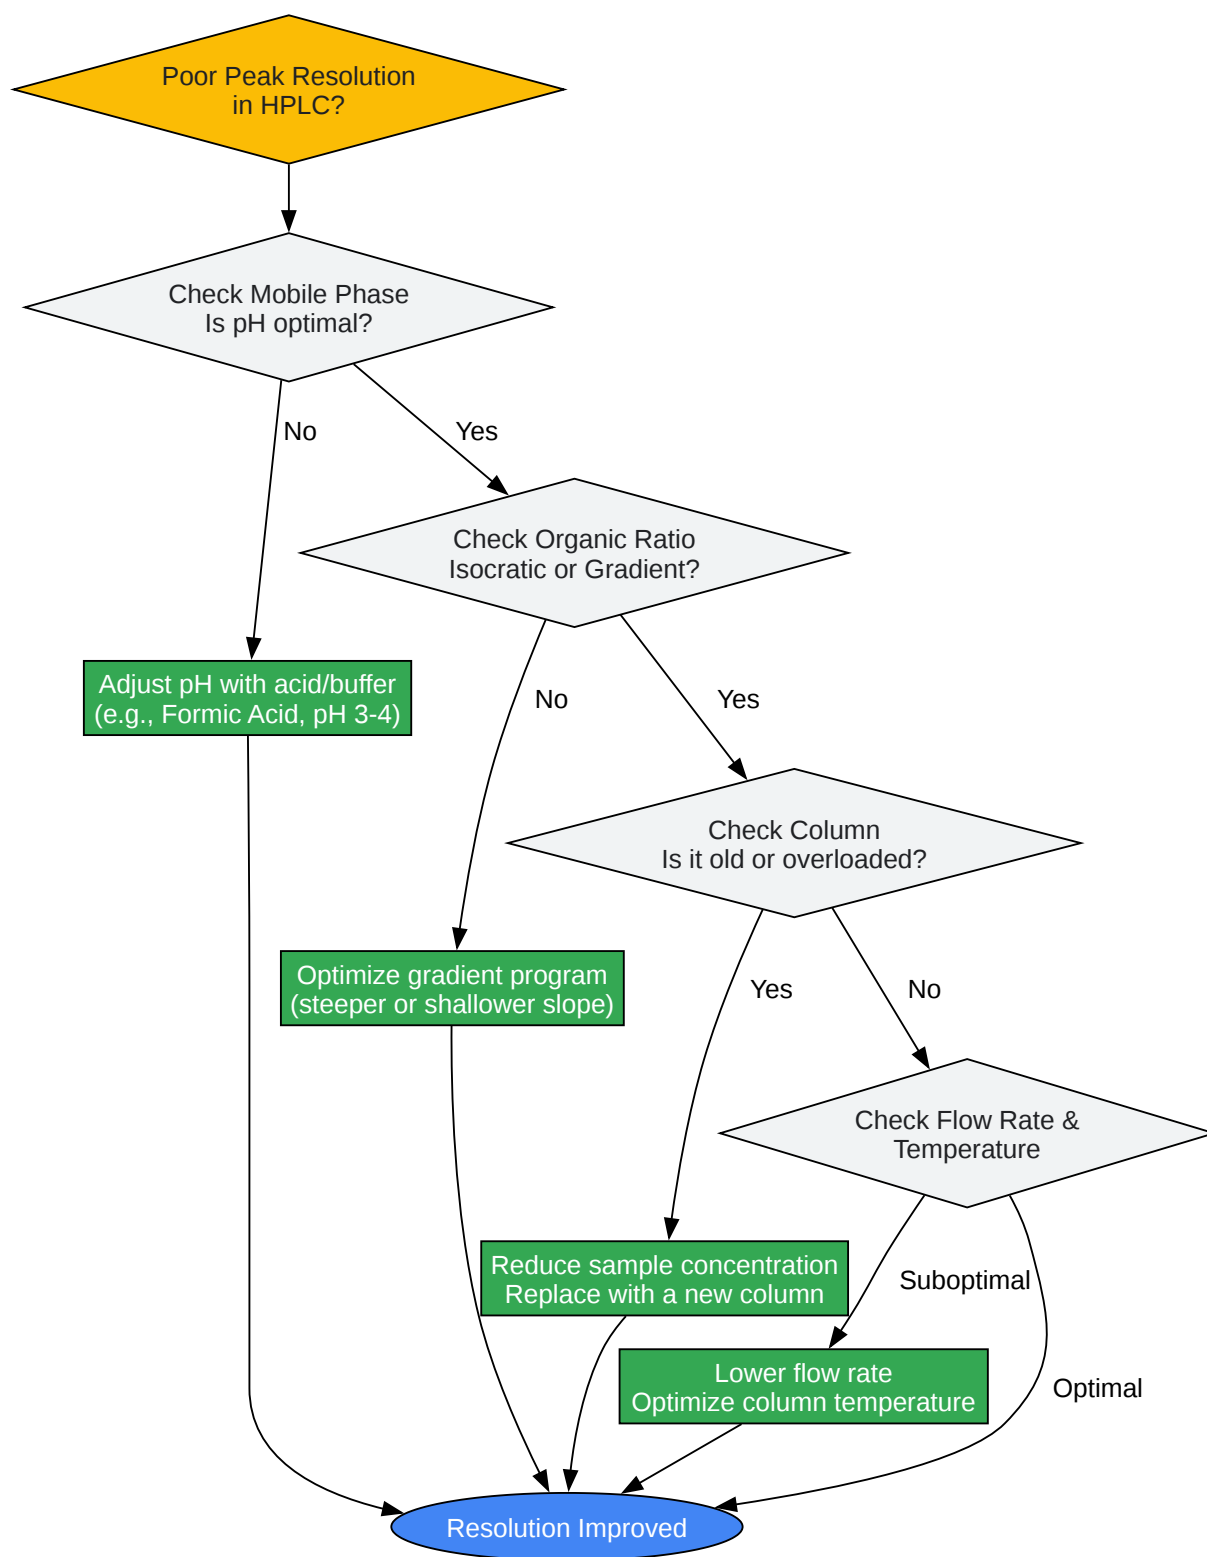 Poor Peak Resolution
in HPLC?
Check Mobile Phase
Is pH optimal?
No
Yes
Check Organic Ratio
Isocratic or Gradient?
Adjust pH with acid/buffer
(e.g., Formic Acid, pH 3-4)
No
Yes
Check Column
Is it old or overloaded?
Optimize gradient program
(steeper or shallower slope)
Yes
No
Check Flow Rate &
Temperature
Reduce sample concentration
Replace with a new column
Suboptimal
Lower flow rate
Optimize column temperature
Optimal
Resolution Improved